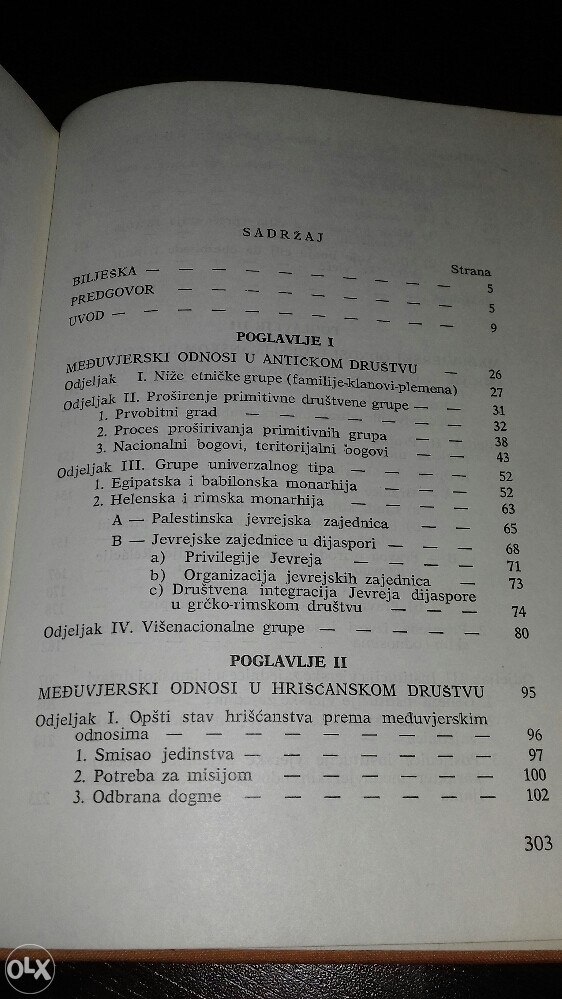 SADRŽAJ
Strana
BILJEŠKA — — — — — — — — — — 5
PREDGOVOR — — — — — — — — — 5
UVOD — — — — — — — — — — — 9
POGLAVLJE I
MEĐUVJERSKI ODNOSI U ANTIČKOM DRUŠTVU — 26
Odjeljak I. Niže etničke grupe (familije-klanovi-plemena) 27
Odjeljak II. Proširenje primitivne društvene grupe — — 31
1. Prvobitni grad — — — — — — — — 32
2. Proces proširivanja primitivnih grupa — — 38
3. Nacionalni bogovi, teritorijalni bogovi — — 43
Odjeljak III. Grupe univerzalnog tipa — — — — 52
1. Egipatska i babilonska monarhija — — — — 52
2. Helenska i rimska monarhija — — — — — 63
A — Palestinska jevrejska zajednica — — 65
B — Jevrejske zajednice u dijaspori — — — 68
a) Privilegije Jevreja — — — — 71
b) Organizacija jevrejskih zajednica — 73
c) Društvena integracija Jevreja dijaspore
u grčko-rimskom društvu — — — 74
Odjeljak IV. Višenacionalne grupe — — — — — — 80
POGLAVLJE II
MEĐUVJERSKI ODNOSI U HRIŠĆANSKOM DRUŠTVU 95
Odjeljak I. Opšti stav hrišćanstva prema međuvjerskim
odnosima — — — — — — — — — — 96
1. Smisao jedinstva — — — — — — — — 97
2. Potreba za misijom — — — — — — — 100
3. Odbrana dogme — — — — — — — — 102
303
OLX